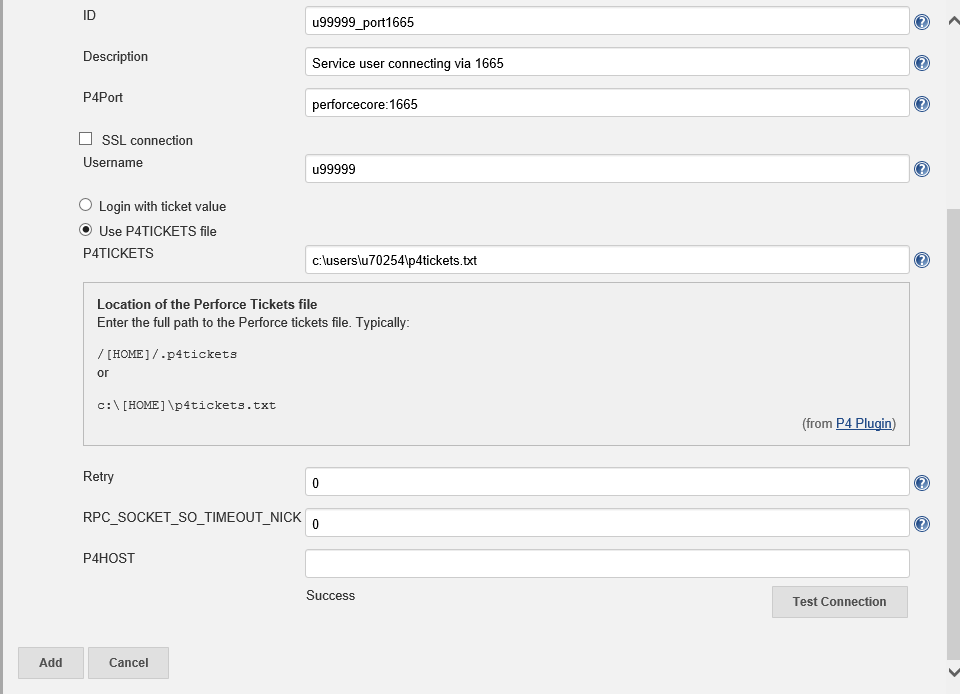 ID
u99999_port1665
Description
Service user connecting via 1665
P4Port
perforcecore:1665
SSL connection
Username
u99999
Login with ticket value
Use P4TICKETS file
P4TICKETS
c:\users\u70254\p4tickets.txt
Location of the Perforce Tickets file
Enter the full path to the Perforce tickets file. Typically:
/[HOME]/.p4tickets
or
c:\[HOME]\p4tickets.txt
(from P4 Plugin)
Retry
0
RPC_SOCKET_SO_TIMEOUT_NICK
0
P4HOST
Success
Test Connection
Add Cancel